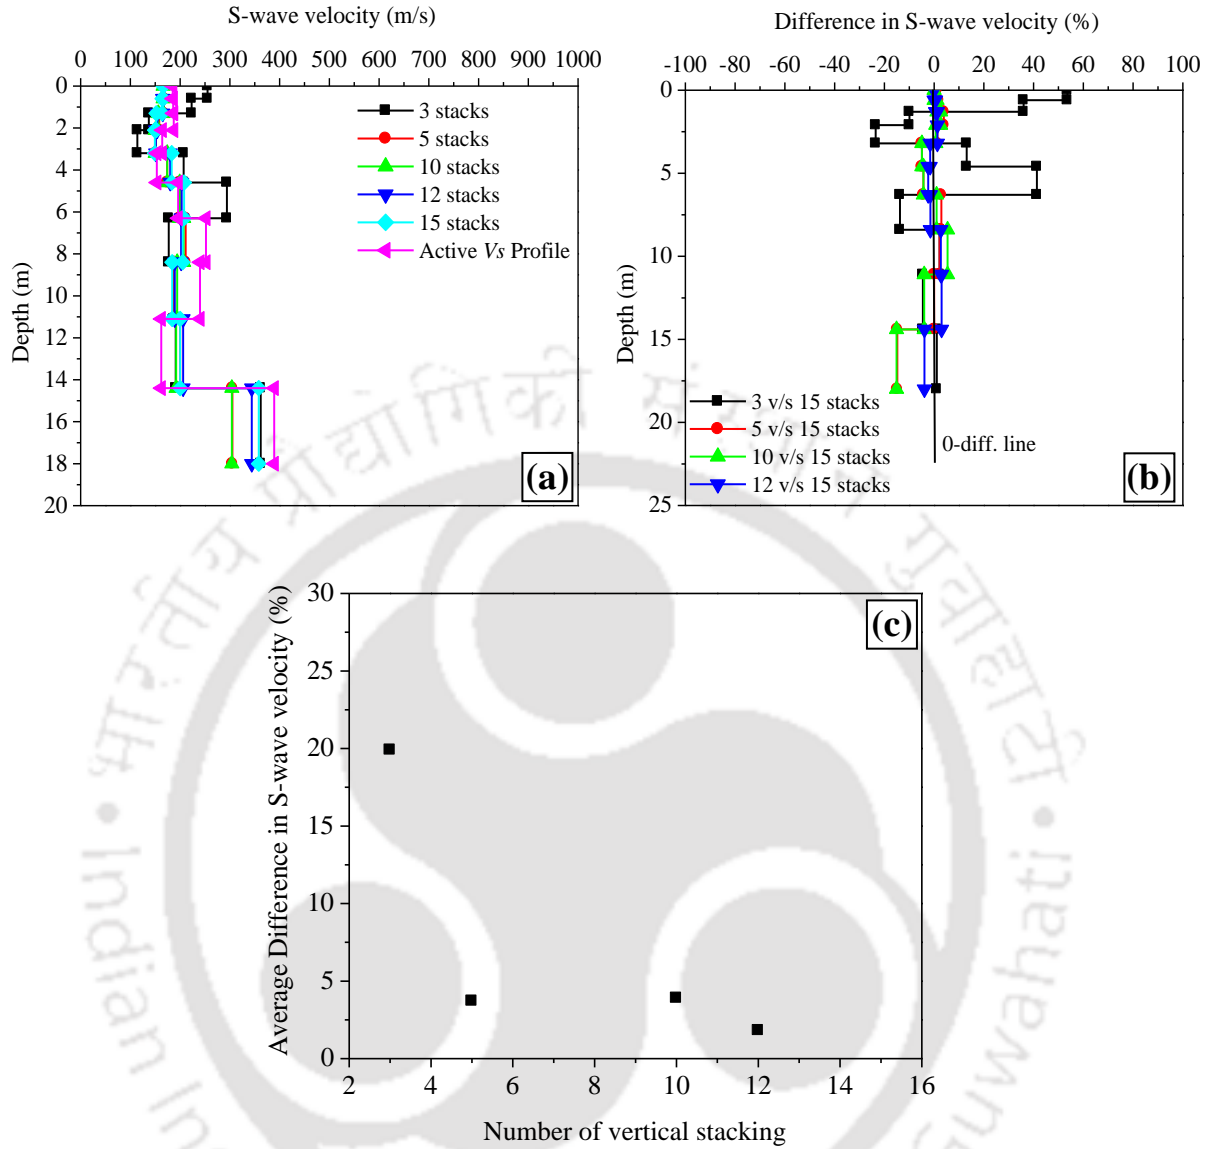 S-wave velocity (m/s)
0 100 200 300 400 500 600 700 800 900 1000
0
2
4
6
8
10
12
14
16
18
20
Depth (m)
3 stacks
5 stacks
10 stacks
12 stacks
15 stacks
Active Vs Profile
(a)
Difference in S-wave velocity (%)
-100 -80 -60 -40 -20 0 20 40 60 80 100
0
5
10
15
20
25
Depth (m)
3 v/s 15 stacks
5 v/s 15 stacks
10 v/s 15 stacks
12 v/s 15 stacks
0-diff. line
(b)
30
25
20
15
10
5
0
Average Difference in S-wave velocity (%)
(c)
2 4 6 8 10 12 14 16
Number of vertical stacking
भारतीय प्रौद्योगिकी संस्थान गुवाहाटी
Indian In
Guwahati